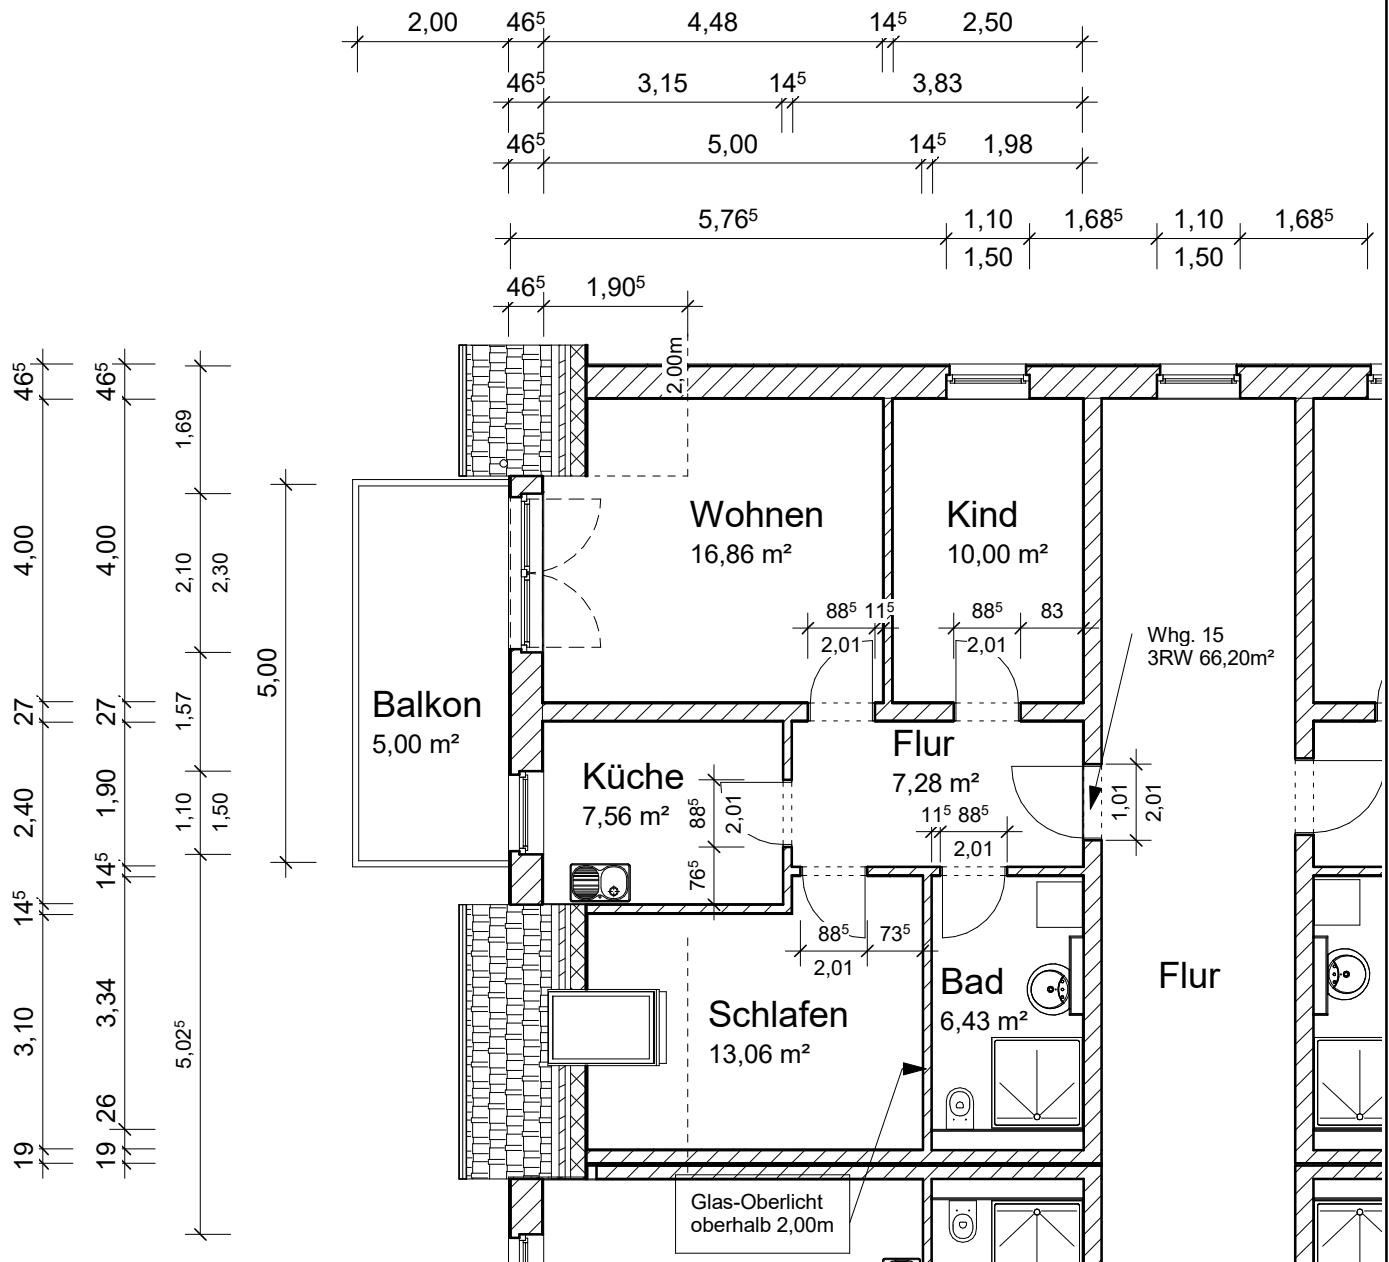 2,00 46⁵ 4,48 14⁵ 2,50
46⁵ 3,15 14⁵ 3,83
46⁵ 5,00 14⁵ 1,98
5,76⁵ 1,10 1,68⁵ 1,10 1,68⁵
1,50 1,50
46⁵ 1,90⁵
2,00m
46⁵ 46⁵
1,69
4,00 4,00
2,10 2,30
5,00
27 27 1,57
2,40 1,90 1,10 1,50
14⁵ 14⁵
3,10 3,34 5,02⁵
26
19 19
Wohnen
16,86 m²
Kind
10,00 m²
88⁵ 11⁵ 88⁵ 83
2,01 2,01
Whg. 15
3RW 66,20m²
Balkon
5,00 m²
Flur
7,28 m²
Küche
7,56 m²
88⁵ 2,01
76⁵
11⁵ 88⁵
2,01
1,01 2,01
88⁵ 73⁵
2,01
Bad
6,43 m²
Flur
Schlafen
13,06 m²
Glas-Oberlicht
oberhalb 2,00m